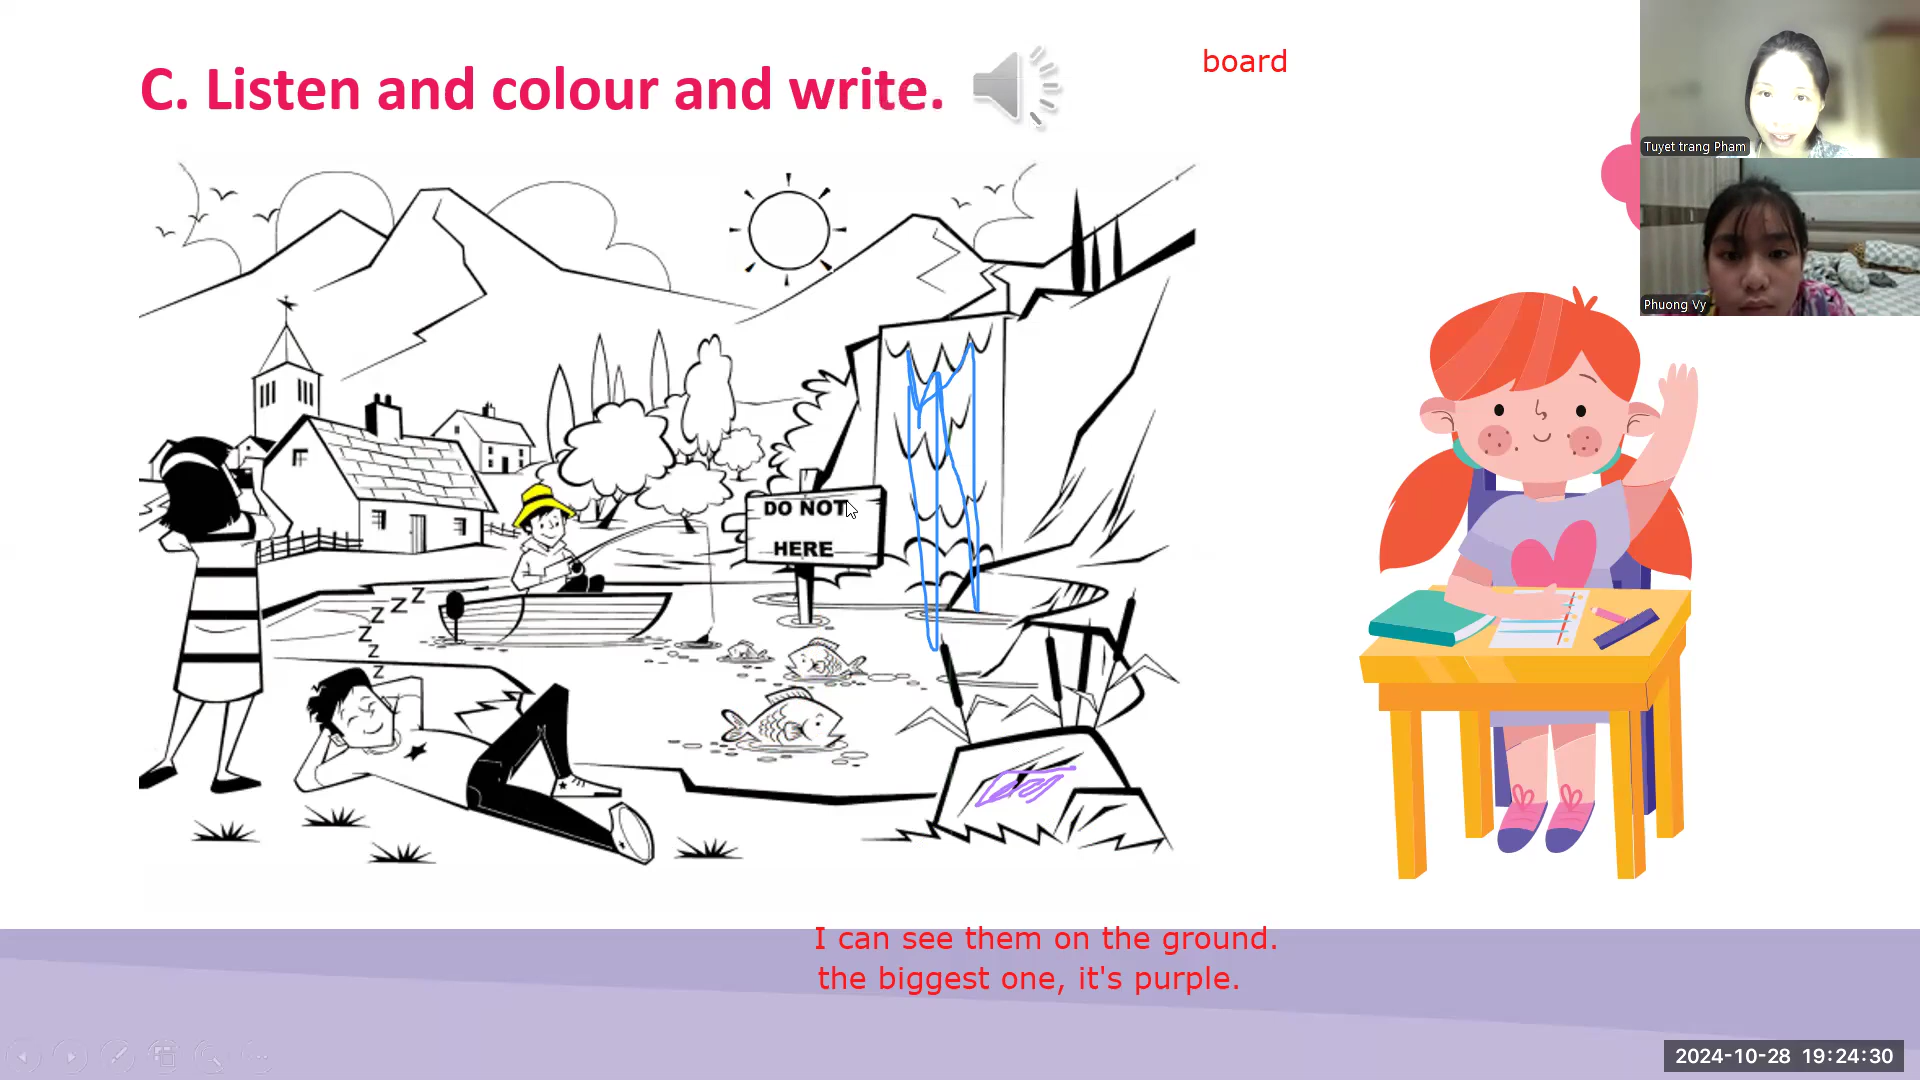 C. Listen and colour and write.
board
Tuyet trang Pham
Phuong Vy
DO NOT
HERE
z
z
z
z
z
z
I can see them on the ground.
the biggest one, it's purple.
2024-10-28 19:24:30